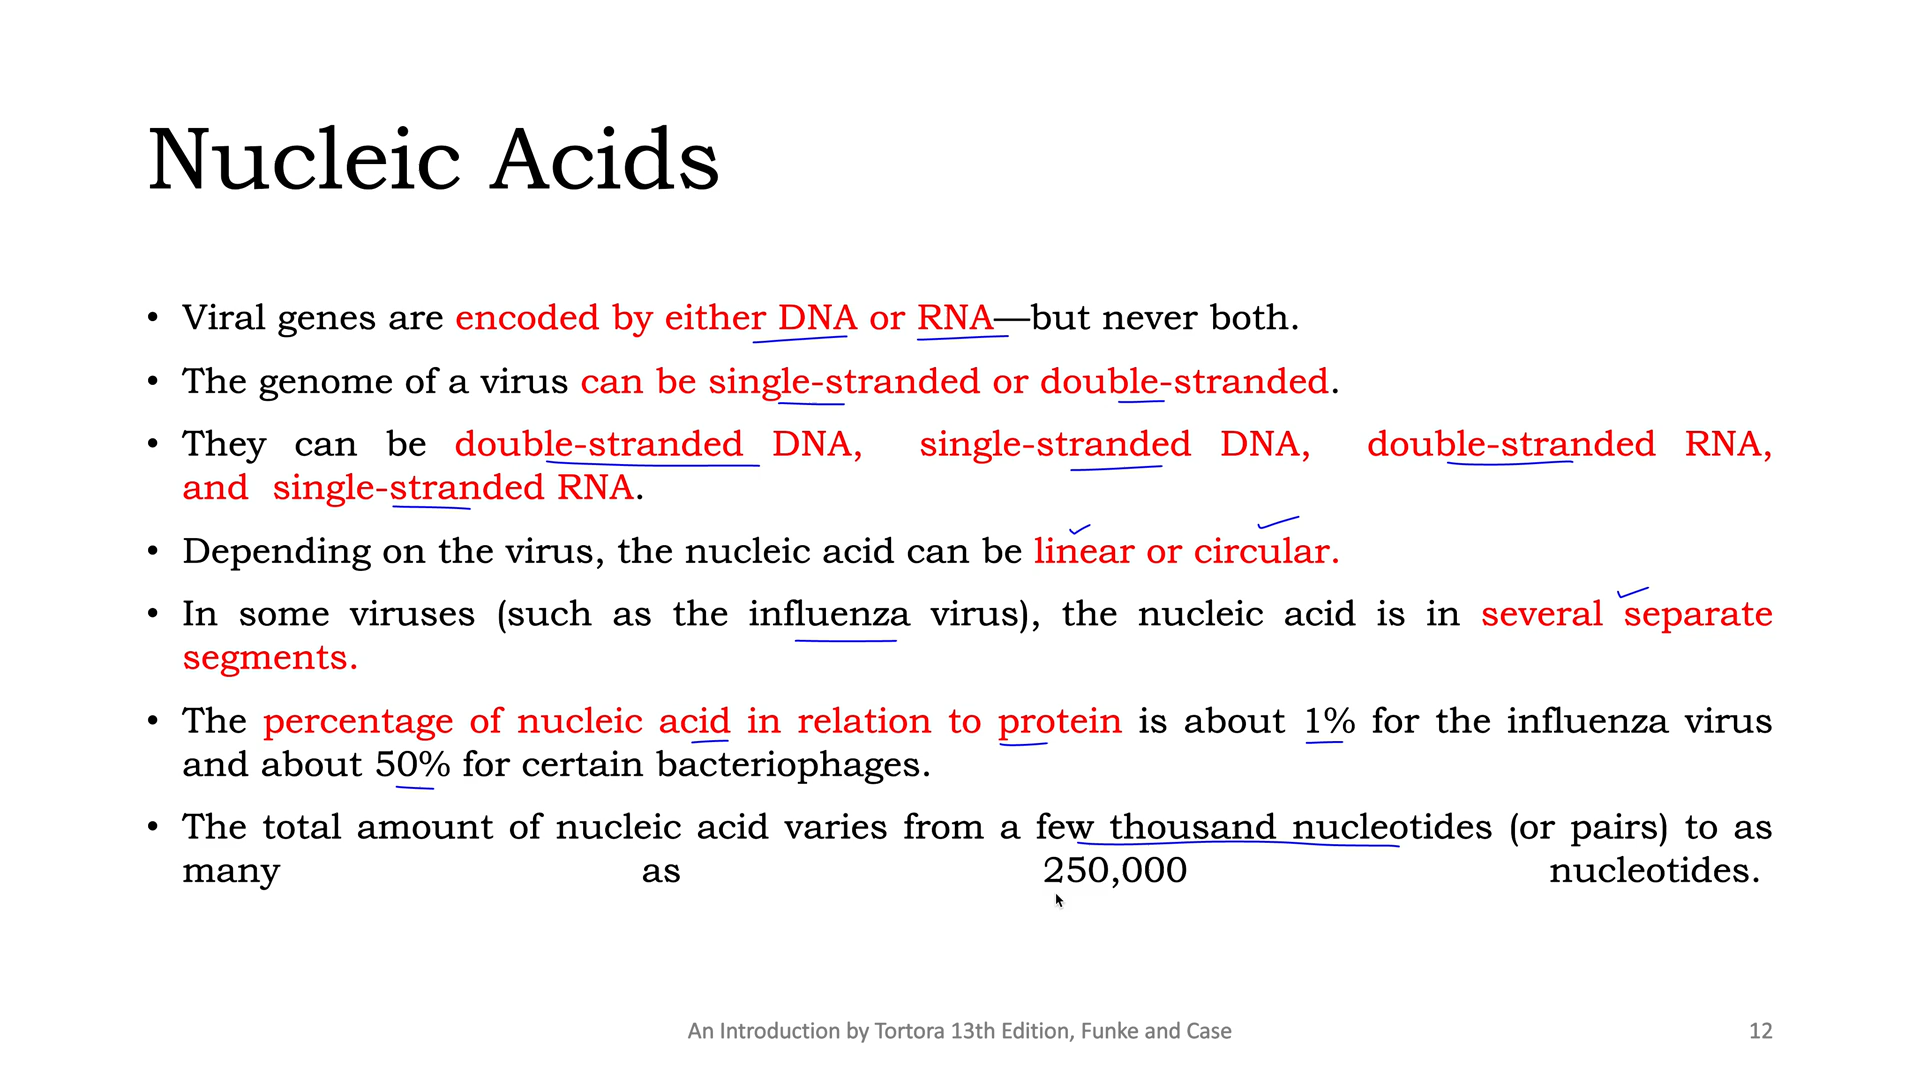 Nucleic Acids
• Viral genes are encoded by either DNA or RNA—but never both.
• The genome of a virus can be single-stranded or double-stranded.
• They can be double-stranded DNA, single-stranded DNA, double-stranded RNA,
and single-stranded RNA.
• Depending on the virus, the nucleic acid can be linear or circular.
• In some viruses (such as the influenza virus), the nucleic acid is in several separate
segments.
• The percentage of nucleic acid in relation to protein is about 1% for the influenza virus
and about 50% for certain bacteriophages.
• The total amount of nucleic acid varies from a few thousand nucleotides (or pairs) to as
many as 250,000 nucleotides.
An Introduction by Tortora 13th Edition, Funke and Case
12